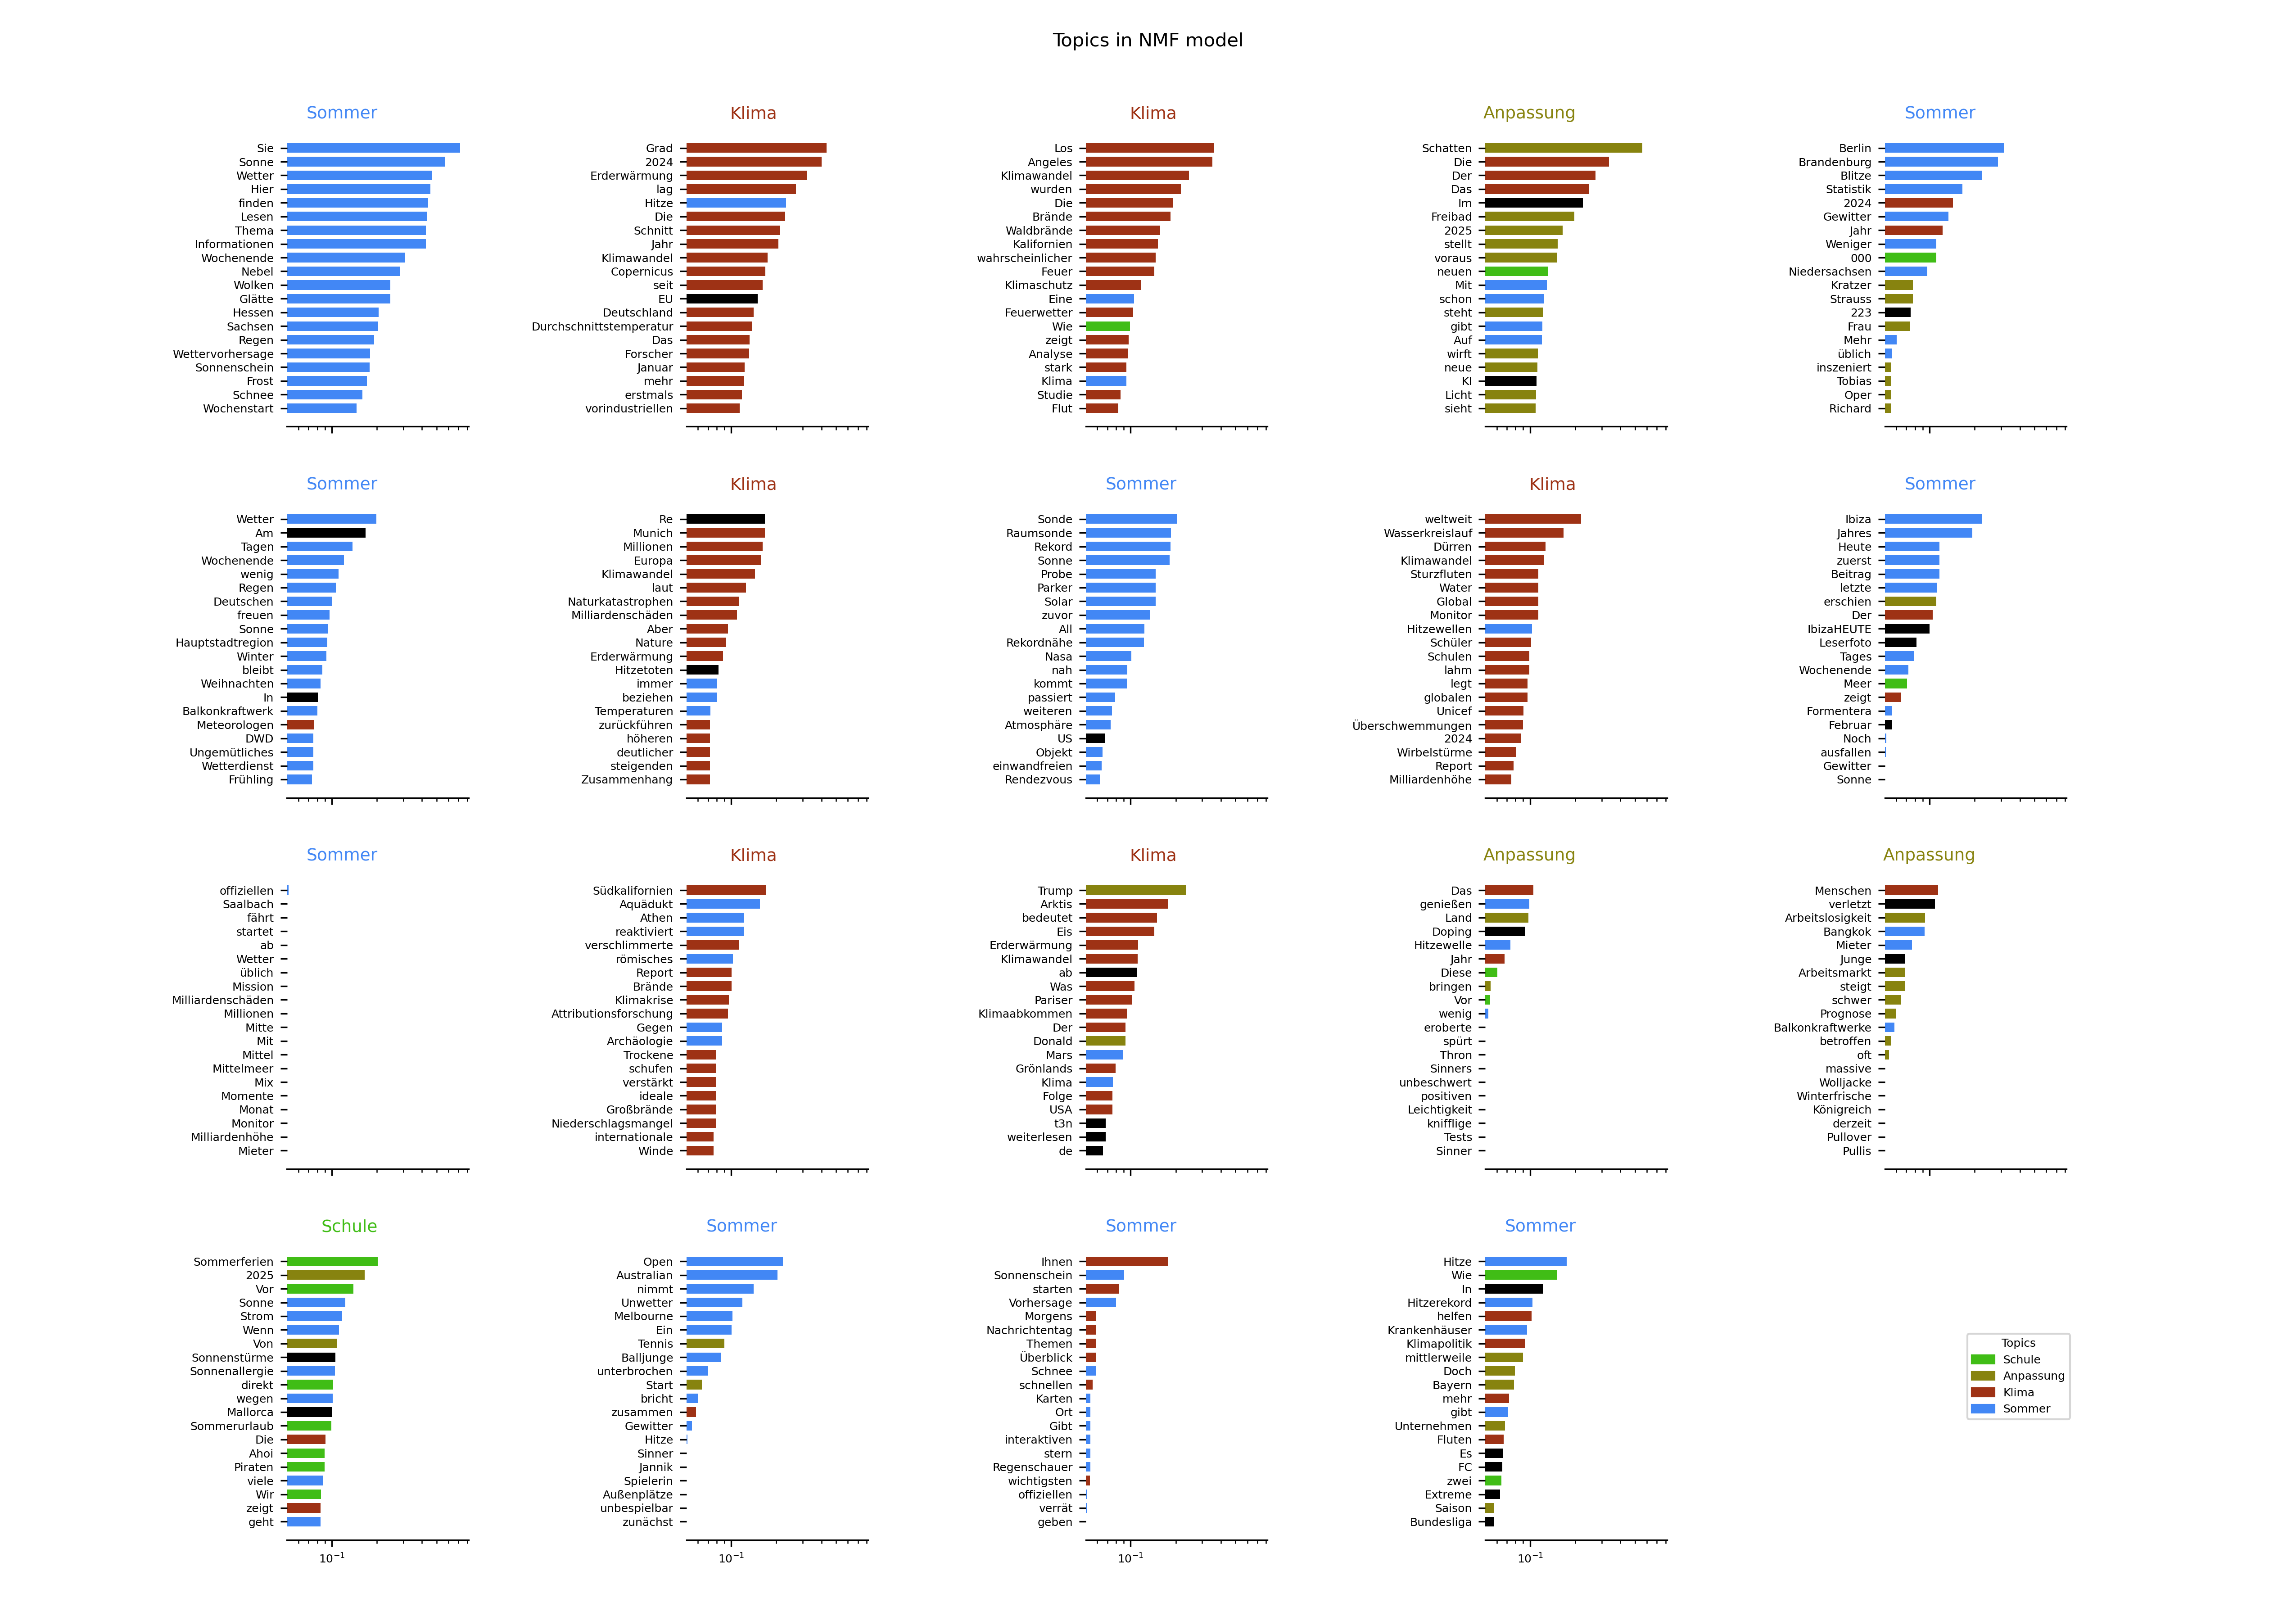 Topics in NMF model
Sommer
Sie
Sonne
Wetter
Hier
finden
Lesen
Thema
Informationen
Wochenende
Nebel
Wolken
Glätte
Hessen
Sachsen
Regen
Wettervorhersage
Sonnenschein
Frost
Schnee
Wochenstart
Klima
Grad
2024
Erderwärmung
lag
Hitze
Die
Schnitt
Jahr
Klimawandel
Copernicus
seit
EU
Deutschland
Durchschnittstemperatur
Das
Forscher
Januar
mehr
erstmals
vorindustriellen
Klima
Los
Angeles
Klimawandel
wurden
Die
Brände
Waldbrände
Kalifornien
wahrscheinlicher
Feuer
Klimaschutz
Eine
Feuerwetter
Wie
zeigt
Analyse
stark
Klima
Studie
Flut
Anpassung
Schatten
Die
Der
Das
Im
Freibad
2025
stellt
voraus
neuen
Mit
schon
steht
gibt
Auf
wirft
neue
KI
Licht
sieht
Sommer
Berlin
Brandenburg
Blitze
Statistik
2024
Gewitter
Jahr
Weniger
000
Niedersachsen
Kratzer
Strauss
223
Frau
Mehr
üblich
inszeniert
Tobias
Oper
Richard
Sommer
Wetter
Am
Tagen
Wochenende
wenig
Regen
Deutschen
freuen
Sonne
Hauptstadtregion
Winter
bleibt
Weihnachten
In
Balkonkraftwerk
Meteorologen
DWD
Ungemütliches
Wetterdienst
Frühling
Klima
Re
Munich
Millionen
Europa
Klimawandel
laut
Naturkatastrophen
Milliardenschäden
Aber
Nature
Erderwärmung
Hitzetoten
immer
beziehen
Temperaturen
zurückführen
höheren
deutlicher
steigenden
Zusammenhang
Sommer
Sonde
Raumsonde
Rekord
Sonne
Probe
Parker
Solar
zuvor
All
Rekordnähe
Nasa
nah
kommt
passiert
weiteren
Atmosphäre
US
Objekt
einwandfreien
Rendezvous
Klima
weltweit
Wasserkreislauf
Dürren
Klimawandel
Sturzfluten
Water
Global
Monitor
Hitzewellen
Schüler
Schulen
lahm
legt
globalen
Unicef
Überschwemmungen
2024
Wirbelstürme
Report
Milliardenhöhe
Sommer
Ibiza
Jahres
Heute
zuerst
Beitrag
letzte
erschien
Der
IbizaHEUTE
Leserfoto
Tages
Wochenende
Meer
zeigt
Formentera
Februar
Noch
ausfallen
Gewitter
Sonne
Sommer
offiziellen
Saalbach
fährt
startet
ab
Wetter
üblich
Mission
Milliardenschäden
Millionen
Mitte
Mit
Mittel
Mittelmeer
Mix
Momente
Monat
Monitor
Milliardenhöhe
Mieter
Klima
Südkalifornien
Aquädukt
Athen
reaktiviert
verschlimmerte
römisches
Report
Brände
Klimakrise
Attributionsforschung
Gegen
Archäologie
Trockene
schufen
verstärkt
ideale
Großbrände
Niederschlagsmangel
internationale
Winde
Klima
Trump
Arktis
bedeutet
Eis
Erderwärmung
Klimawandel
ab
Was
Pariser
Klimaabkommen
Der
Donald
Mars
Grönlands
Klima
Folge
USA
t3n
weiterlesen
de
Anpassung
Das
genießen
Land
Doping
Hitzewelle
Jahr
Diese
bringen
Vor
wenig
eroberte
spürt
Thron
Sinners
unbeschwert
positiven
Leichtigkeit
knifflige
Tests
Sinner
Anpassung
Menschen
verletzt
Arbeitslosigkeit
Bangkok
Mieter
Junge
Arbeitsmarkt
steigt
schwer
Prognose
Balkonkraftwerke
betroffen
oft
massive
Wolljacke
Winterfrische
Königreich
derzeit
Pullover
Pullis
Schule
Sommerferien
2025
Vor
Sonne
Strom
Wenn
Von
Sonnenstürme
Sonnenallergie
direkt
wegen
Mallorca
Sommerurlaub
Die
Ahoi
Piraten
viele
Wir
zeigt
geht
10⁻¹
Sommer
Open
Australian
nimmt
Unwetter
Melbourne
Ein
Tennis
Balljunge
unterbrochen
Start
bricht
zusammen
Gewitter
Hitze
Sinner
Jannik
Spielerin
Außenplätze
unbespielbar
zunächst
10⁻¹
Sommer
Ihnen
Sonnenschein
starten
Vorhersage
Morgens
Nachrichtentag
Themen
Überblick
Schnee
schnellen
Karten
Ort
Gibt
interaktiven
stern
Regenschauer
wichtigsten
offiziellen
verrät
geben
10⁻¹
Sommer
Hitze
Wie
In
Hitzerekord
helfen
Krankenhäuser
Klimapolitik
mittlerweile
Doch
Bayern
mehr
gibt
Unternehmen
Fluten
Es
FC
zwei
Extreme
Saison
Bundesliga
10⁻¹
Topics
Schule
Anpassung
Klima
Sommer